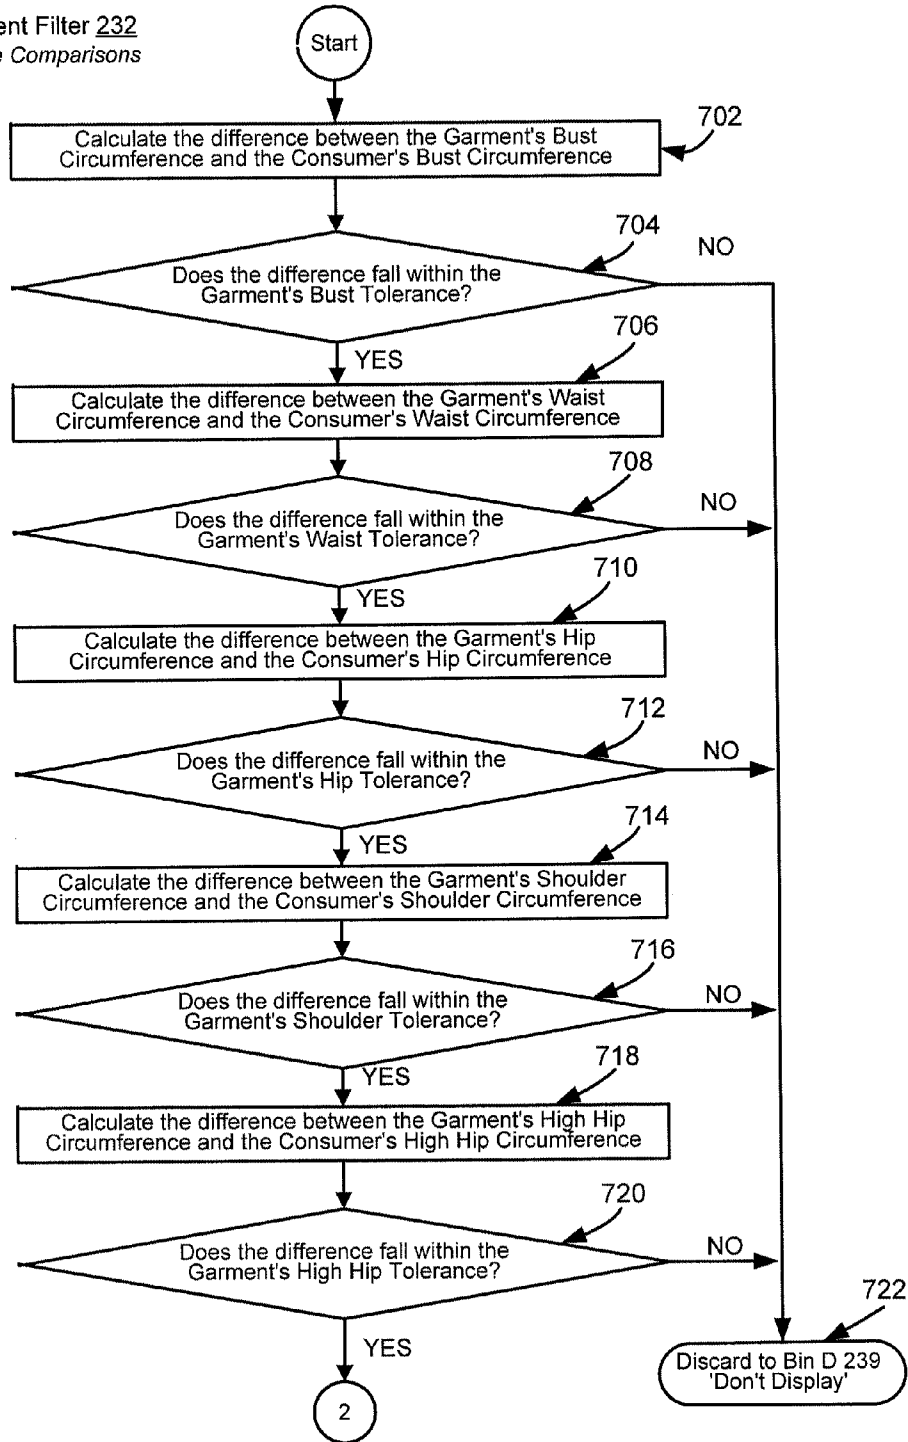 ent Filter 232
Comparisons
Start
702
Calculate the difference between the Garment's Bust
Circumference and the Consumer's Bust Circumference
704
NO
Does the difference fall within the
Garment's Bust Tolerance?
706
YES
Calculate the difference between the Garment's Waist
Circumference and the Consumer's Waist Circumference
708
NO
Does the difference fall within the
Garment's Waist Tolerance?
710
YES
Calculate the difference between the Garment's Hip
Circumference and the Consumer's Hip Circumference
712
NO
Does the difference fall within the
Garment's Hip Tolerance?
714
YES
Calculate the difference between the Garment's Shoulder
Circumference and the Consumer's Shoulder Circumference
716
NO
Does the difference fall within the
Garment's Shoulder Tolerance?
718
YES
Calculate the difference between the Garment's High Hip
Circumference and the Consumer's High Hip Circumference
720
NO
Does the difference fall within the
Garment's High Hip Tolerance?
722
YES
Discard to Bin D 239
'Don't Display'
2